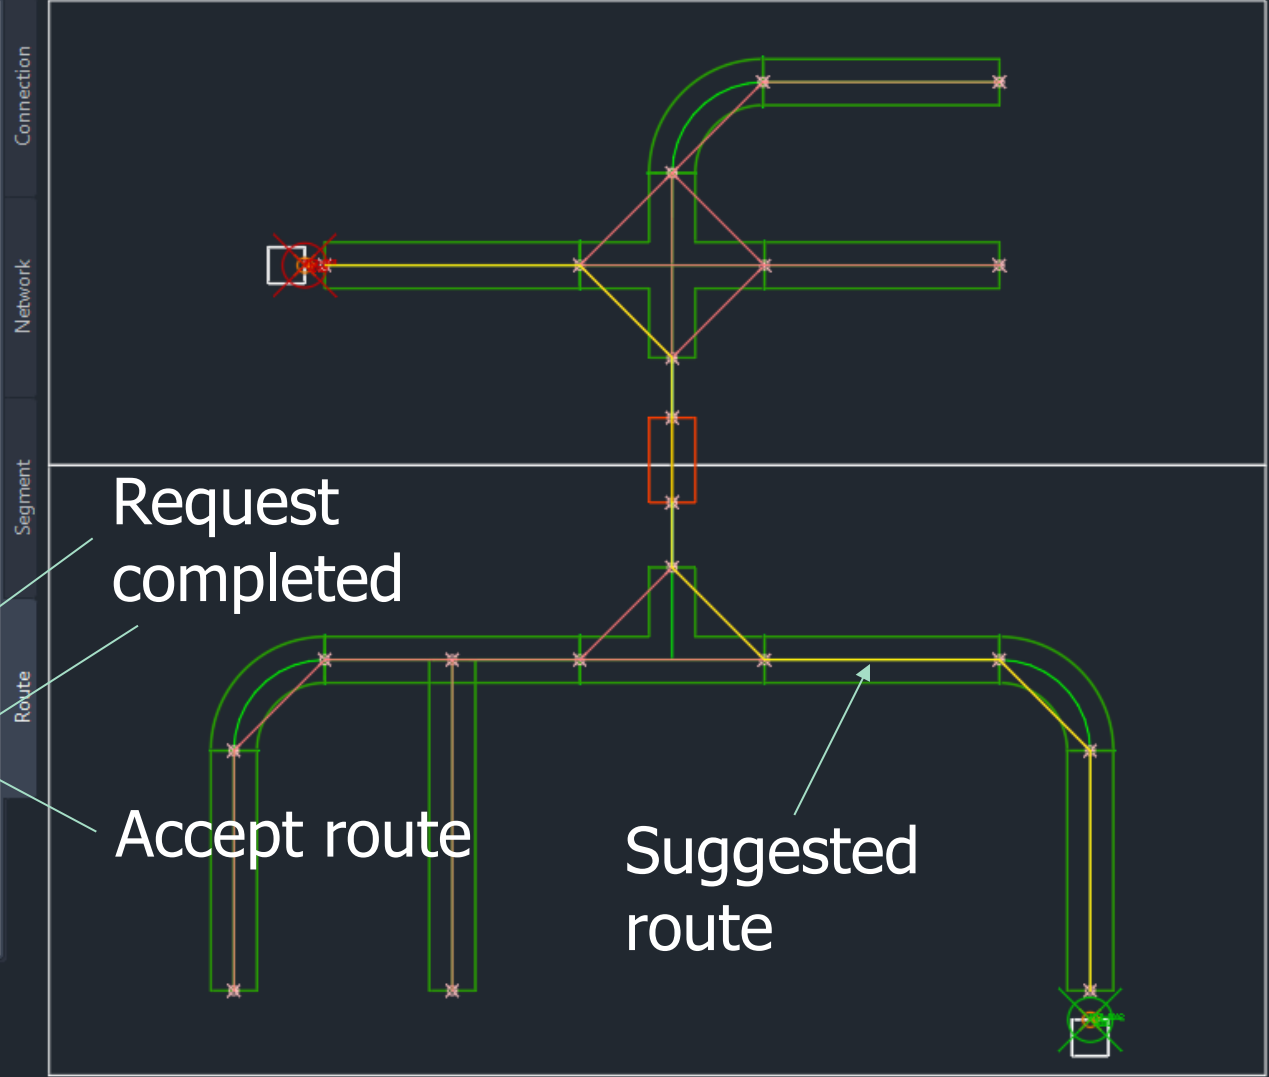 Connection
Network
Segment
Route
Request
completed
Accept route
Suggested
route